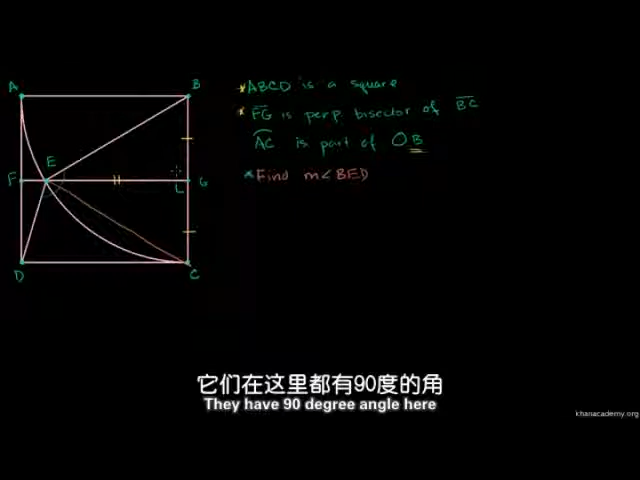 A
B
*ABCD is a square
* FG is perp. bisector of BC
AC is part of ⊙B
*Find m∠BED
E
F
L
G
D
C
它们在这里都有90度的角
They have 90 degree angle here
khanacademy.org